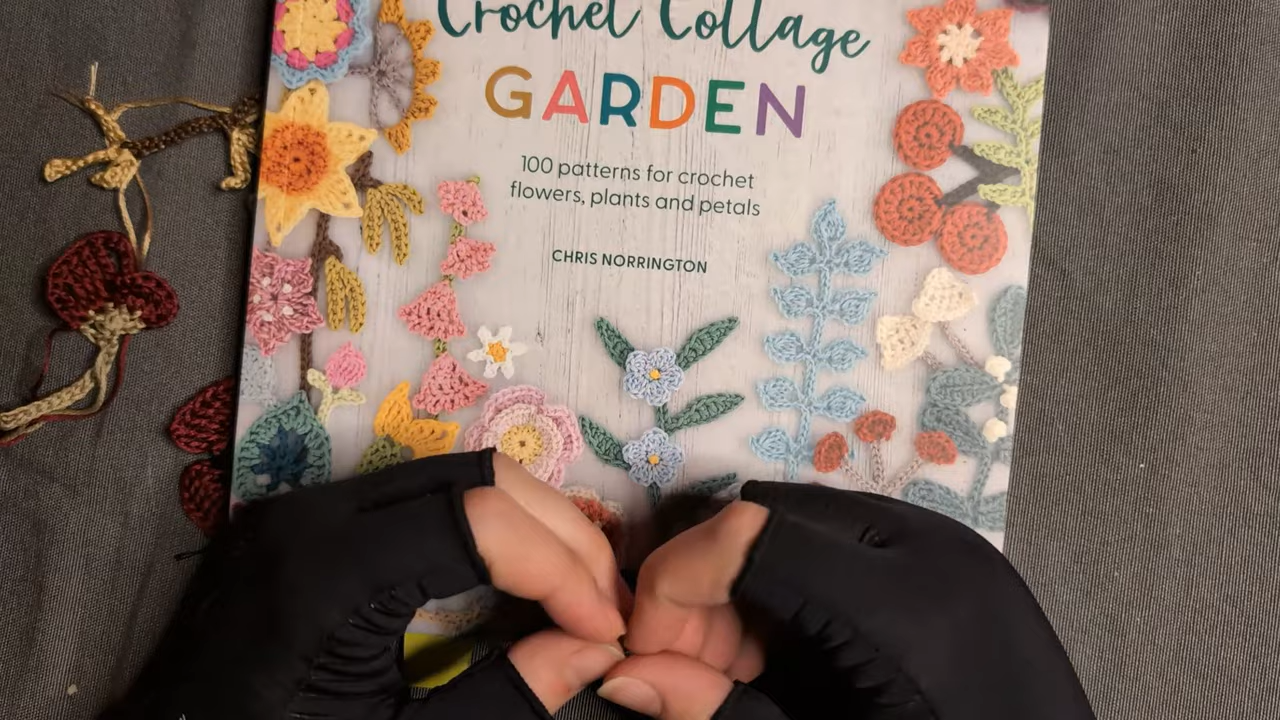 Crochet Collage
GARDEN
100 patterns for crochet
flowers, plants and petals
CHRIS NORRINGTON